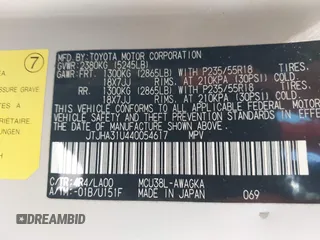 7
A PRESSURE GRAVE
MFD. BY: TOYOTA MOTOR CORPORATION
GVWR: 2380KG (5245LB)
GAWR: FRT. 1300KG (2865LB) WITH P235/55R18
18X7JJ RIMS, AT 210KPA (30PSI) COLD
RR. 1300KG (2865LB) WITH P235/55R18
18X7JJ RIMS, AT 210KPA (30PSI) COLD
THIS VEHICLE CONFORMS TO ALL APPLICABLE
FEDERAL MOTOR VEHICLE SAFETY AND
THEFT PREVENTION STANDARDS IN EFFECT ON
THE DATE OF MANUFACTURE SHOWN ABOVE.
JTJHA31U440054617 MPV
C/TR: 4R4/LA00 MCU38L-AWAGKA
A/TM: -01B/U151F MADE IN JAPAN 069
DREAMBID